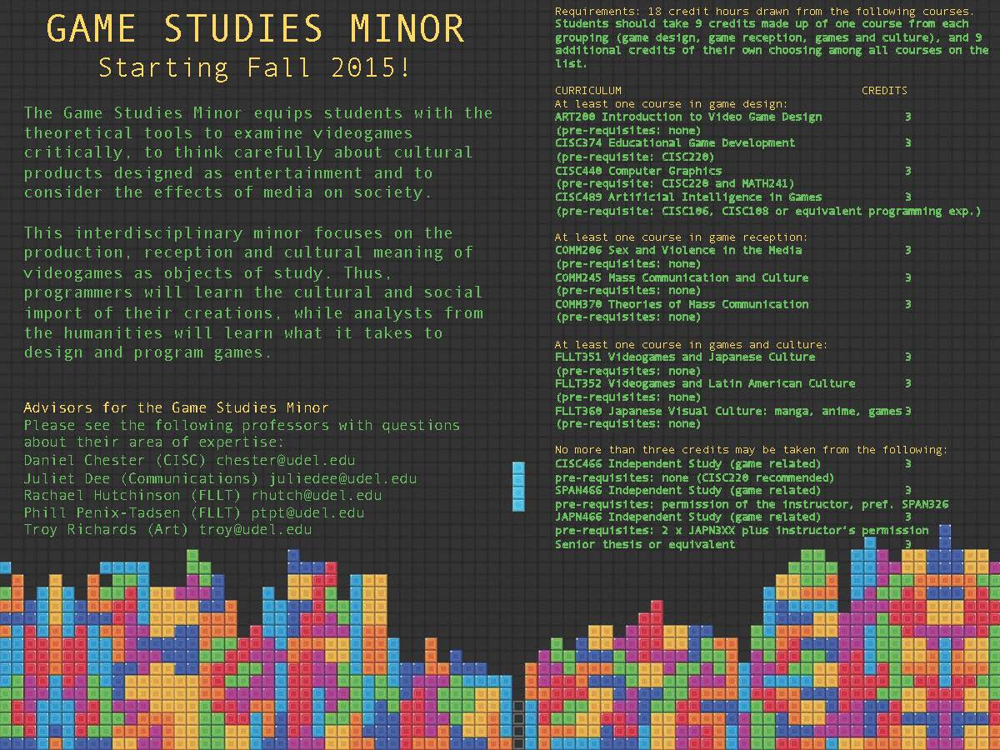 GAME STUDIES MINOR
Starting Fall 2015!
The Game Studies Minor equips students with the
theoretical tools to examine videogames
critically, to think carefully about cultural
products designed as entertainment and to
consider the effects of media on society.
This interdisciplinary minor focuses on the
production, reception and cultural meaning of
videogames as objects of study. Thus,
programmers will learn the cultural and social
import of their creations, while analysts from
the humanities will learn what it takes to
design and program games.
Advisors for the Game Studies Minor
Please see the following professors with questions
about their area of expertise:
Daniel Chester (CISC) chester@udel.edu
Juliet Dee (Communications) juliedee@udel.edu
Rachael Hutchinson (FLLT) rhutch@udel.edu
Phill Penix-Tadsen (FLLT) ptpt@udel.edu
Troy Richards (Art) troy@udel.edu
Requirements: 18 credit hours drawn from the following courses.
Students should take 9 credits made up of one course from each
grouping (game design, game reception, games and culture), and 9
additional credits of their own choosing among all courses on the
list.
CURRICULUM CREDITS
At least one course in game design:
ART200 Introduction to Video Game Design 3
(pre-requisites: none)
CISC374 Educational Game Development 3
(pre-requisite: CISC220)
CISC440 Computer Graphics 3
(pre-requisite: CISC220 and MATH241)
CISC489 Artificial Intelligence in Games 3
(pre-requisite: CISC106, CISC108 or equivalent programming exp.)
At least one course in game reception:
COMM206 Sex and Violence in the Media 3
(pre-requisites: none)
COMM245 Mass Communication and Culture 3
(pre-requisites: none)
COMM370 Theories of Mass Communication 3
(pre-requisites: none)
At least one course in games and culture:
FLLT351 Videogames and Japanese Culture 3
(pre-requisites: none)
FLLT352 Videogames and Latin American Culture 3
(pre-requisites: none)
FLLT360 Japanese Visual Culture: manga, anime, games 3
(pre-requisites: none)
No more than three credits may be taken from the following:
CISC466 Independent Study (game related) 3
pre-requisites: none (CISC220 recommended)
SPAN466 Independent Study (game related) 3
pre-requisites: permission of the instructor, pref. SPAN326
JAPN466 Independent Study (game related) 3
pre-requisites: 2 x JAPN3XX plus instructor's permission
Senior thesis or equivalent 3